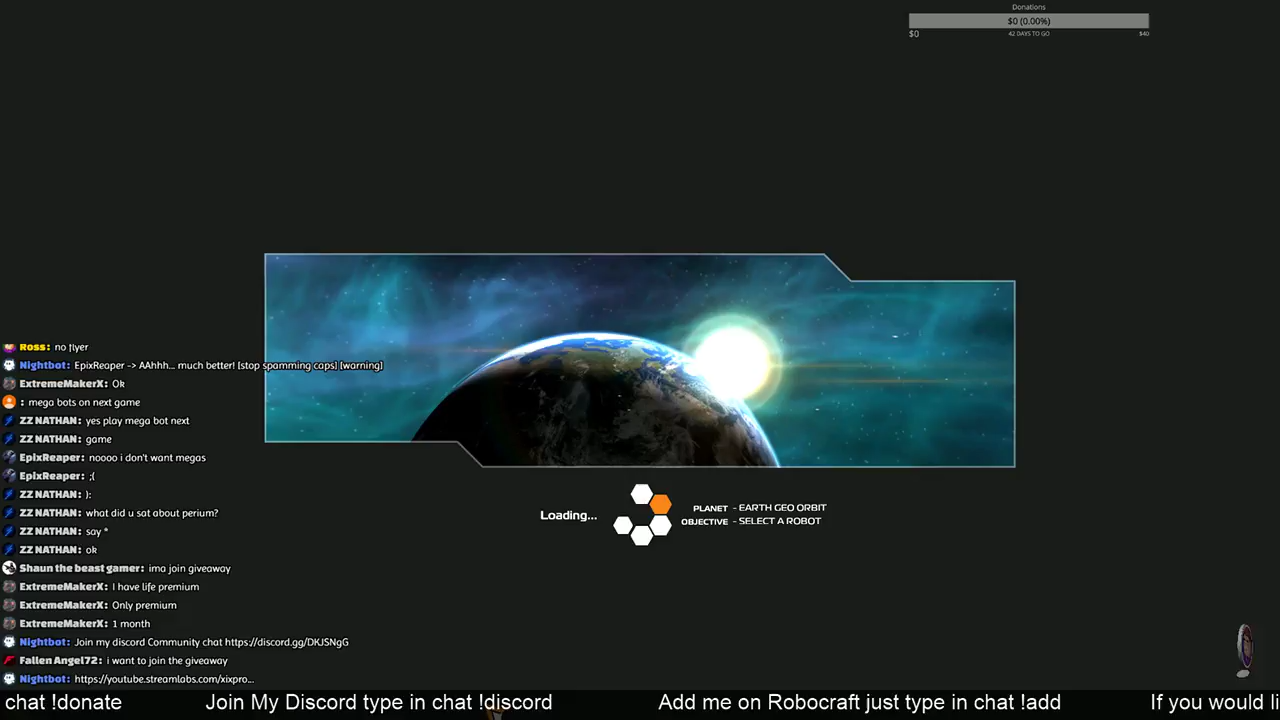 Donations
$0 (0.00%)
$0 42 DAYS TO GO $40
Ross: no flyer
Nightbot: EpixReaper -> AAhhh... much better! [stop spamming caps] [warning]
ExtremeMakerX: Ok
: mega bots on next game
ZZ NATHAN: yes play mega bot next
ZZ NATHAN: game
EpixReaper: noooo i don't want megas
EpixReaper: ;(
ZZ NATHAN: ):
ZZ NATHAN: what did u sat about perium?
ZZ NATHAN: say *
ZZ NATHAN: ok
Shaun the beast gamer: ima join giveaway
ExtremeMakerX: I have life premium
ExtremeMakerX: Only premium
ExtremeMakerX: 1 month
Nightbot: Join my discord Community chat https://discord.gg/DKJSNgG
Fallen Angel72: i want to join the giveaway
Nightbot: https://youtube.streamlabs.com/xixpro...
Loading...
PLANET - EARTH GEO ORBIT
OBJECTIVE - SELECT A ROBOT
chat !donate Join My Discord type in chat !discord Add me on Robocraft just type in chat !add If you would li